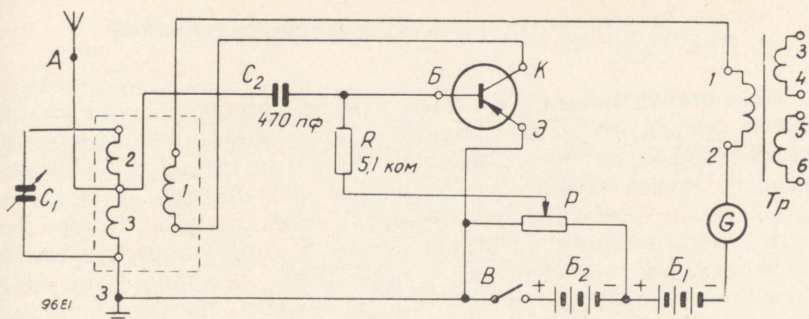 А
C₂
470 пф
Б
К
Э
R
5,1 ком
Р
C₁
2
3
1
1
2
3
4
5
6
Тр
G
З
В
+ Б₂ -
+ Б₁ -
96Е1